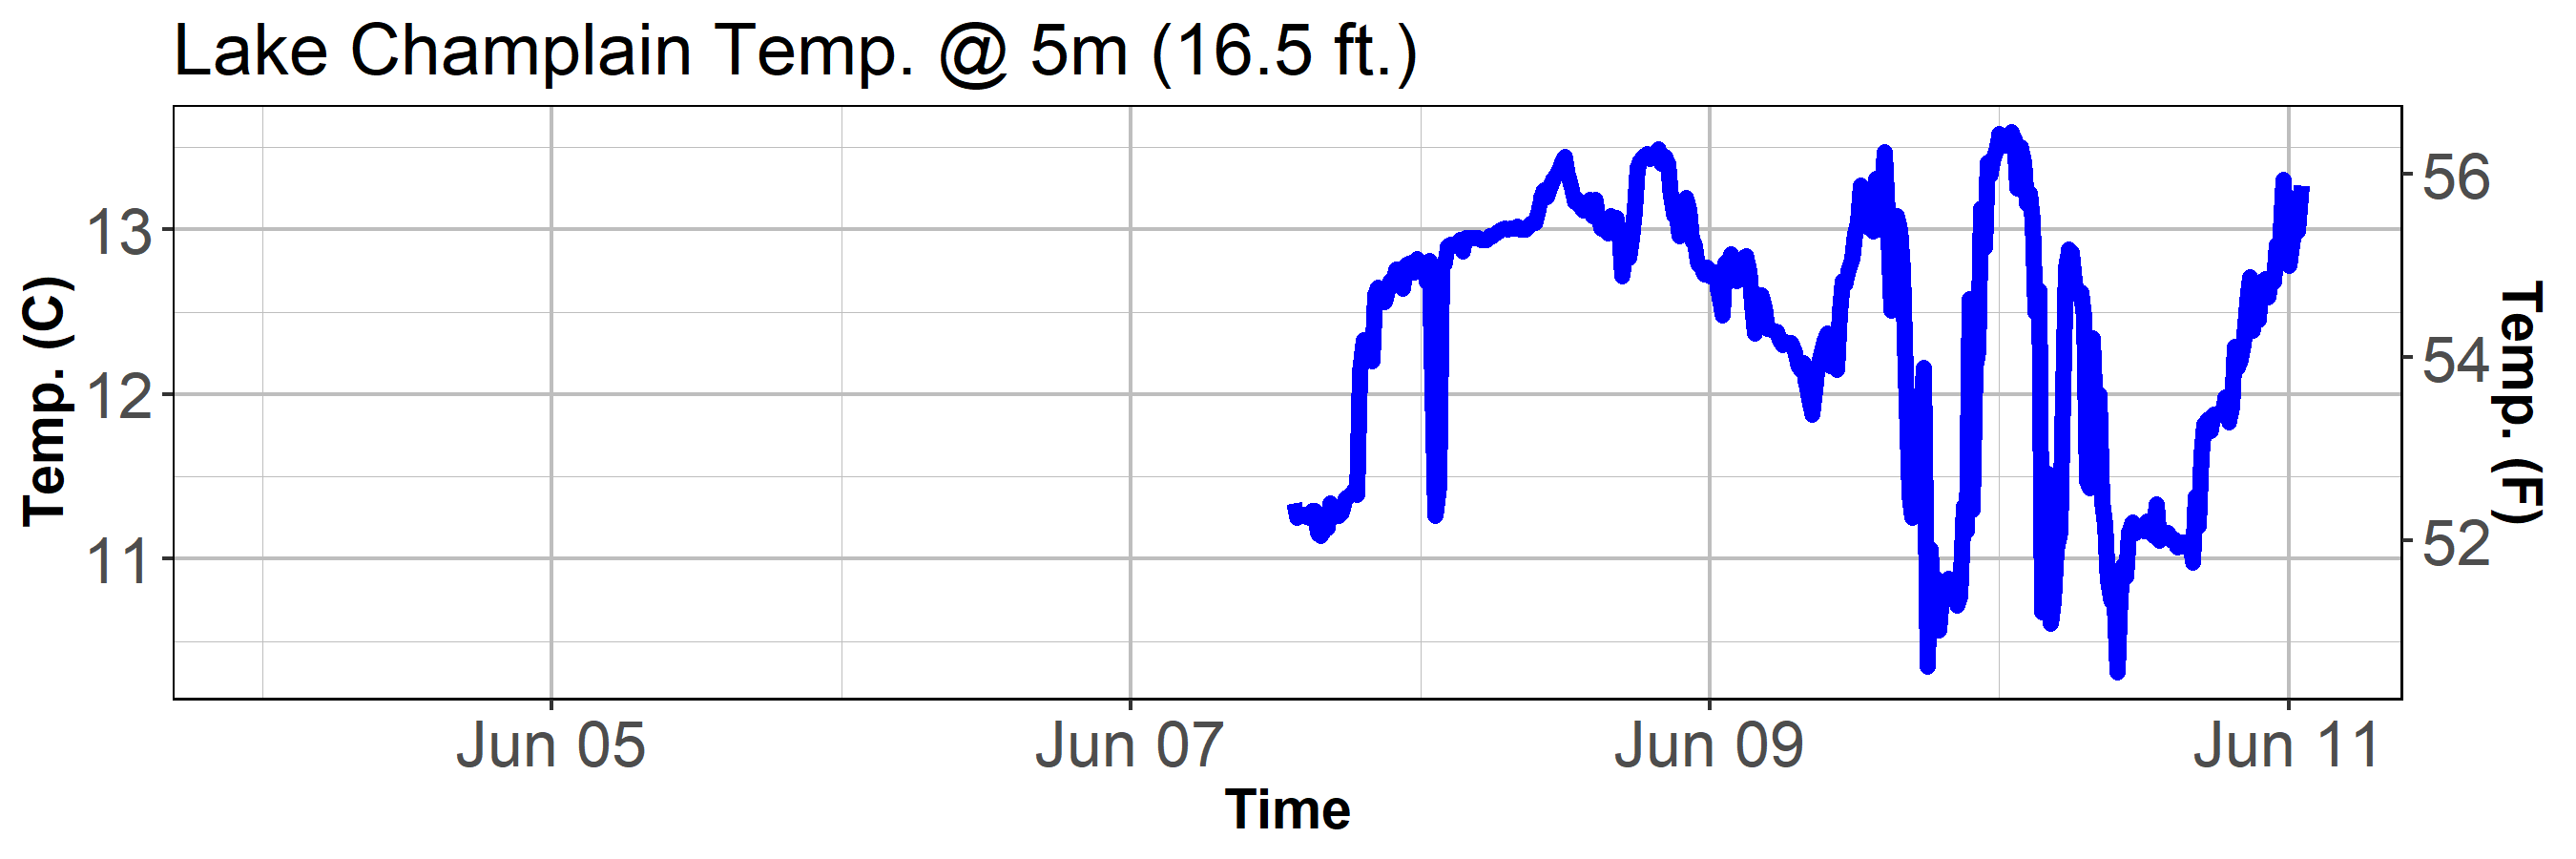 Lake Champlain Temp. @ 5m (16.5 ft.)
Temp. (C)
13
12
11
56
54
52
Temp. (F)
Jun 05 Jun 07 Jun 09 Jun 11
Time